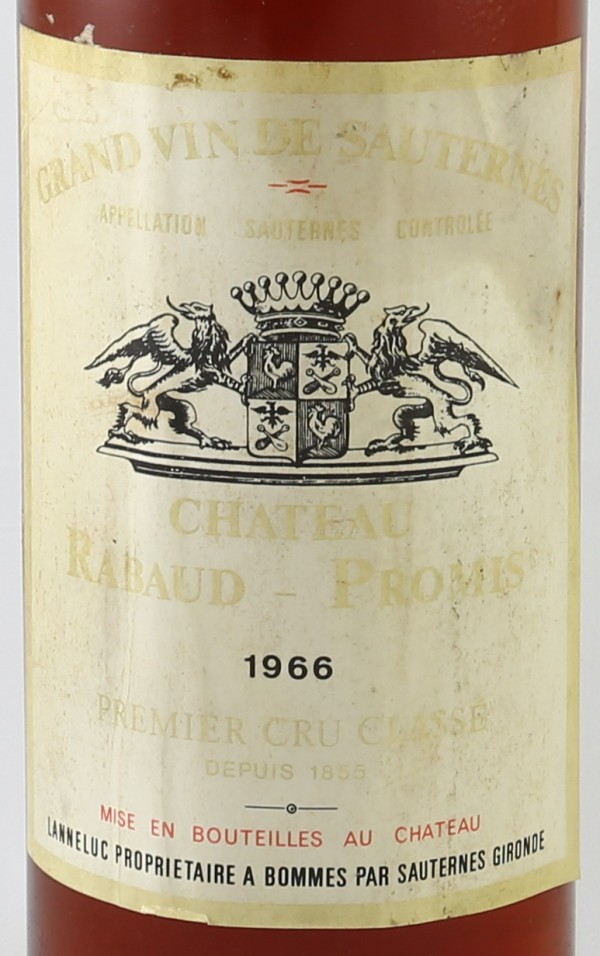 GRAND VIN DE SAUTERNES
APPELLATION SAUTERNES CONTROLÉE
CHATEAU
RABAUD - PROMIS
1966
PREMIER CRU CLASSÉ
DEPUIS 1855
MISE EN BOUTEILLES AU CHATEAU
LANNELUC PROPRIETAIRE A BOMMES PAR SAUTERNES GIRONDE